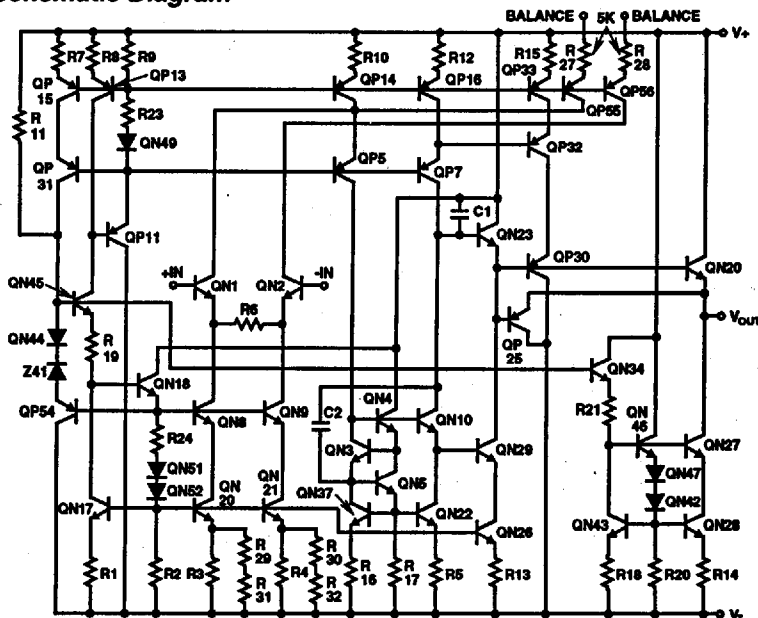 Schematic Diagram
BALANCE 5K BALANCE
V+
R7 R8 R9 R10 R12 R15 R 27 R 28
QP 15 QP13 QP14 QP16 QP33 QP55 QP56
R 11 R23
QN49
QP 31 QP5 QP7 QP32
QP11 C1 QN23
QP30 QN20
QN45 +IN QN1 QN2 -IN
QN44 R 19 R6 QP 25 VOUT
Z41 QN18 QN34
QP54 QN8 QN9 C2 QN4 QN10 R21 QN 46 QN27
R24 QN3 QN29
QN51 QN5 QN47
QN52 QN 20 QN 21 QN37 QN42
QN17 QN22 QN26 QN43 QN28
R1 R2 R3 R 29 R 31 R4 R 30 R 32 R 16 R 17 R5 R13 R18 R20 R14
V-